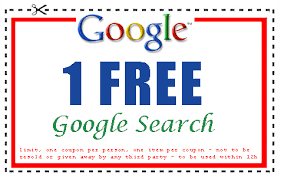 Google™
1 FREE
Google Search
limit, one coupon per person, one item per coupon - not to be
resold or given away by any third party - to be used within 12h